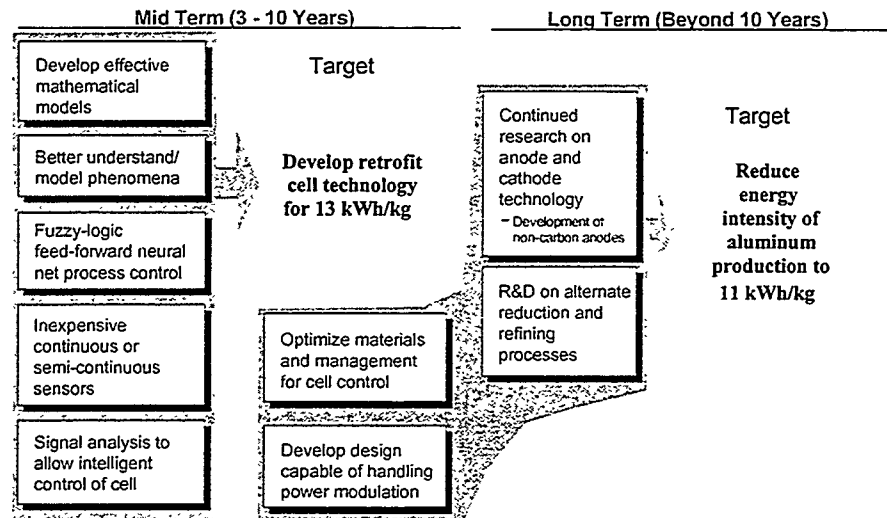 Mid Term (3 - 10 Years)
Develop effective
mathematical
models
Better understand/
model phenomena
Fuzzy-logic
feed-forward neural
net process control
Inexpensive
continuous or
semi-continuous
sensors
Signal analysis to
allow intelligent
control of cell
Target
Develop retrofit
cell technology
for 13 kWh/kg
Optimize materials
and management
for cell control
Develop design
capable of handling
power modulation
Long Term (Beyond 10 Years)
Continued
research on
anode and
cathode
technology
– Development of
non-carbon anodes
R&D on alternate
reduction and
refining
processes
Target
Reduce
energy
intensity of
aluminum
production to
11 kWh/kg